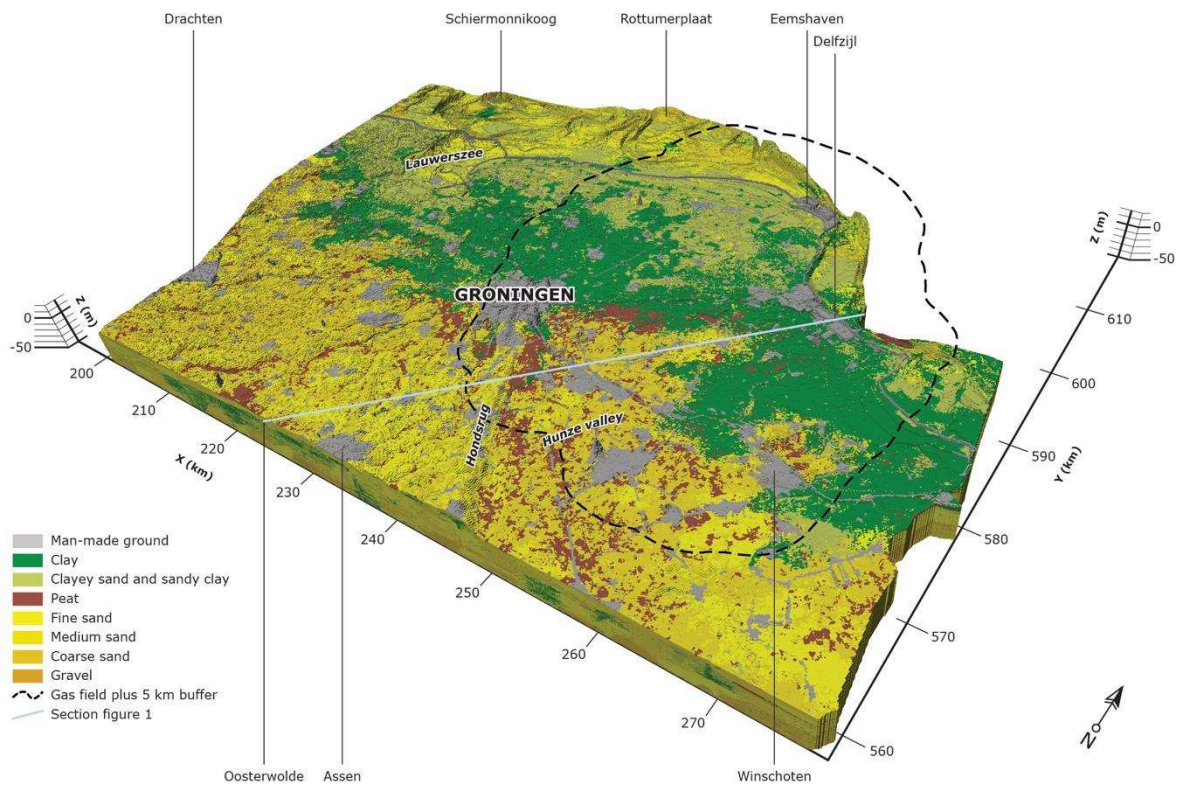 Drachten
Schiermonnikoog
Rottumerplaat
Eemshaven
Delfzijl
Lauwerszee
GRONINGEN
Hondsrug
Hunze valley
Z (m)
0
-50
Z (m)
0
-50
200
210
220
230
240
250
260
270
X (km)
610
600
590
580
570
560
Y (km)
Man-made ground
Clay
Clayey sand and sandy clay
Peat
Fine sand
Medium sand
Coarse sand
Gravel
Gas field plus 5 km buffer
Section figure 1
N
Oosterwolde
Assen
Winschoten